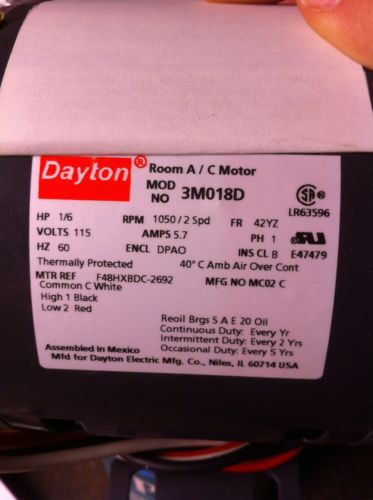 Dayton® Room A / C Motor
MOD NO 3M018D
LR63596
HP 1/6 RPM 1050 / 2 Spd FR 42YZ
VOLTS 115 AMPS 5.7 PH 1
HZ 60 ENCL DPAO INS CL B E47479
Thermally Protected 40° C Amb Air Over Cont
MTR REF F48HXBDC-2692 MFG NO MC02 C
Common C White
High 1 Black
Low 2 Red
Reoil Brgs S A E 20 Oil
Continuous Duty: Every Yr
Intermittent Duty: Every 2 Yrs
Occasional Duty: Every 5 Yrs
Assembled In Mexico
Mfd for Dayton Electric Mfg. Co., Niles, IL 60714 USA